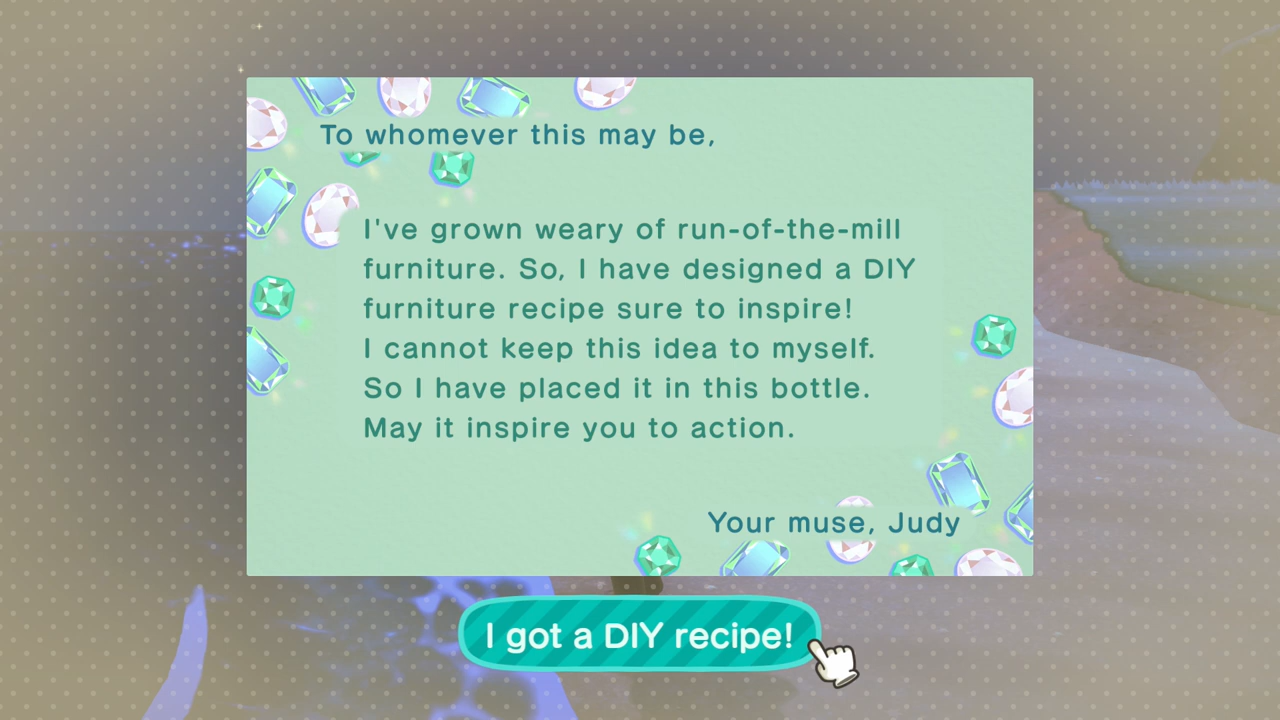 To whomever this may be,
I've grown weary of run-of-the-mill
furniture. So, I have designed a DIY
furniture recipe sure to inspire!
I cannot keep this idea to myself.
So I have placed it in this bottle.
May it inspire you to action.
Your muse, Judy
I got a DIY recipe!